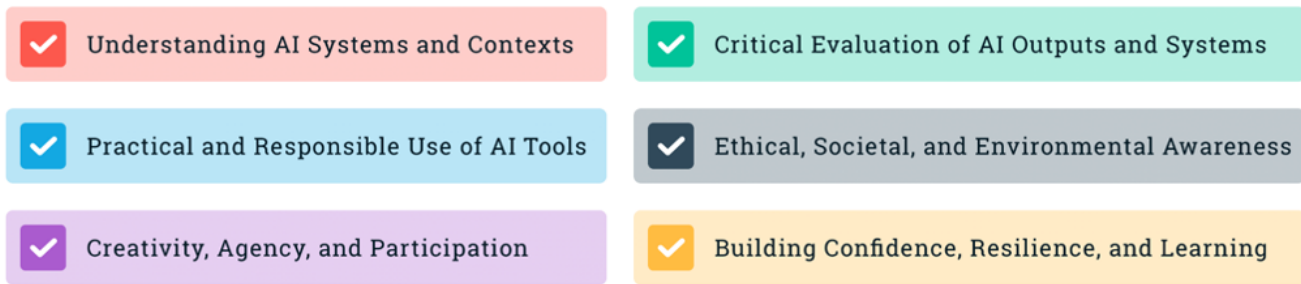 Understanding AI Systems and Contexts
Critical Evaluation of AI Outputs and Systems
Practical and Responsible Use of AI Tools
Ethical, Societal, and Environmental Awareness
Creativity, Agency, and Participation
Building Confidence, Resilience, and Learning